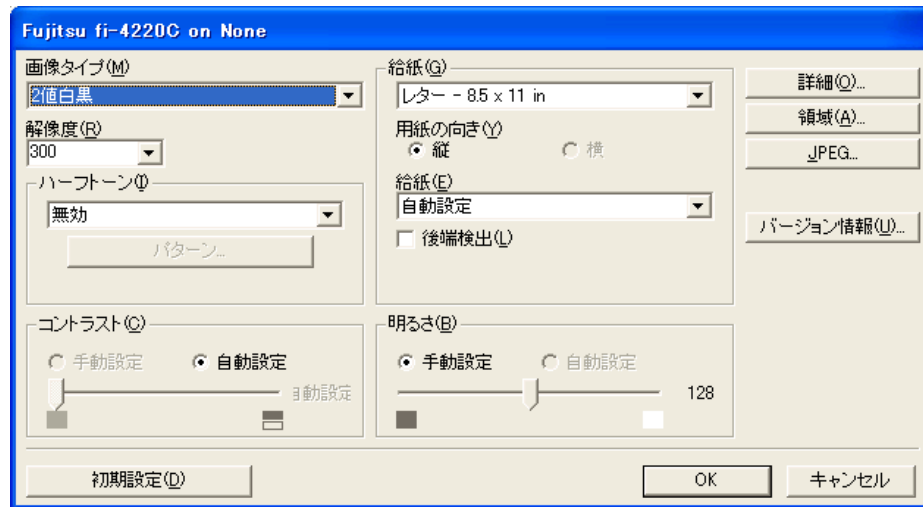 Fujitsu fi-4220C on None
画像タイプ(M)
2値白黒
解像度(R)
300
ハーフトーン(I)
無効
パターン...
給紙(G)
レター - 8.5 x 11 in
用紙の向き(Y)
縦 横
給紙(E)
自動設定
後端検出(L)
詳細(O)...
領域(A)...
JPEG...
バージョン情報(U)...
コントラスト(C)
手動設定 自動設定
自動設定
明るさ(B)
手動設定 自動設定
128
初期設定(D)
OK
キャンセル